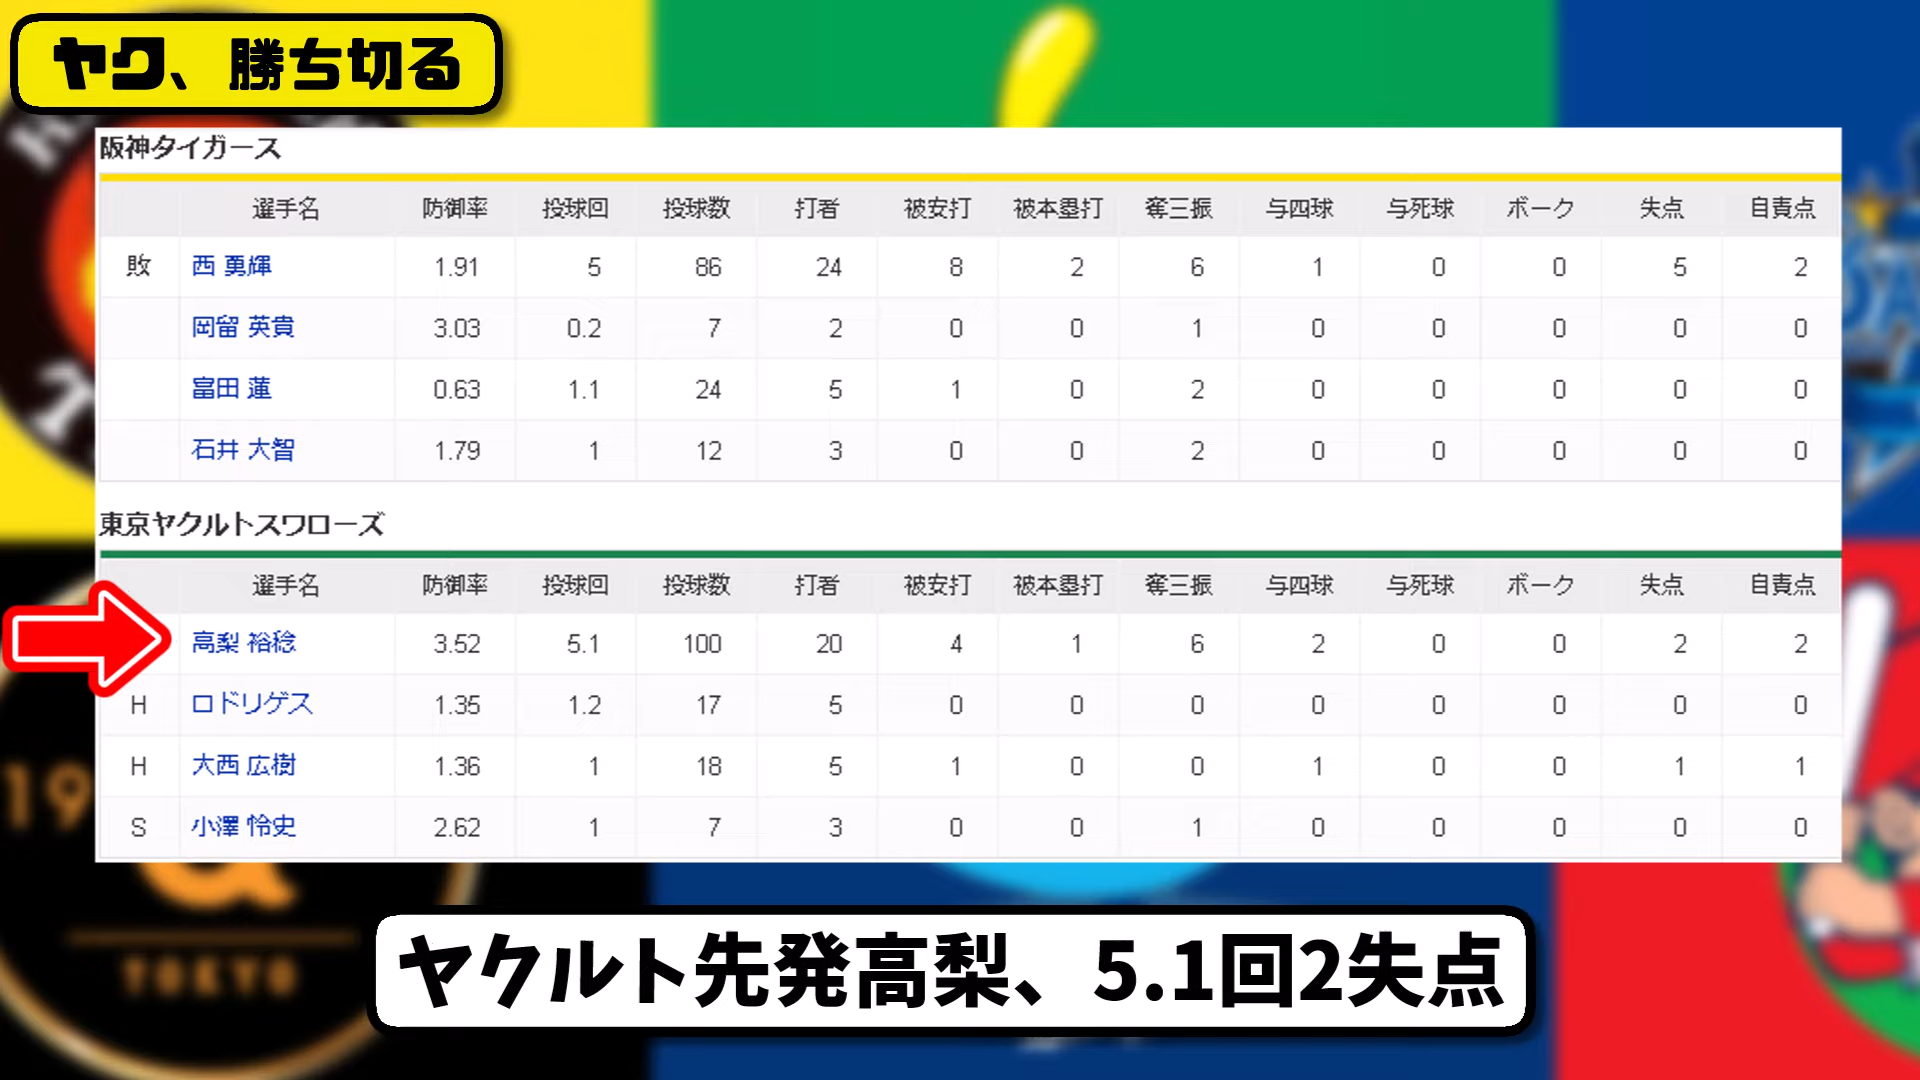 ヤク、勝ち切る
阪神タイガース
選手名 防御率 投球回 投球数 打者 被安打 被本塁打 奪三振 与四球 与死球 ボーク 失点 自責点
敗 西 勇輝 1.91 5 86 24 8 2 6 1 0 0 5 2
岡留 英貴 3.03 0.2 7 2 0 0 1 0 0 0 0 0
富田 蓮 0.63 1.1 24 5 1 0 2 0 0 0 0 0
石井 大智 1.79 1 12 3 0 0 2 0 0 0 0 0
東京ヤクルトスワローズ
選手名 防御率 投球回 投球数 打者 被安打 被本塁打 奪三振 与四球 与死球 ボーク 失点 自責点
高梨 裕稔 3.52 5.1 100 20 4 1 6 2 0 0 2 2
H ロドリゲス 1.35 1.2 17 5 0 0 0 0 0 0 0 0
H 大西 広樹 1.36 1 18 5 1 0 0 1 0 0 1 1
S 小澤 怜史 2.62 1 7 3 0 0 1 0 0 0 0 0
19
TOKYO
ヤクルト先発高梨、5.1回2失点